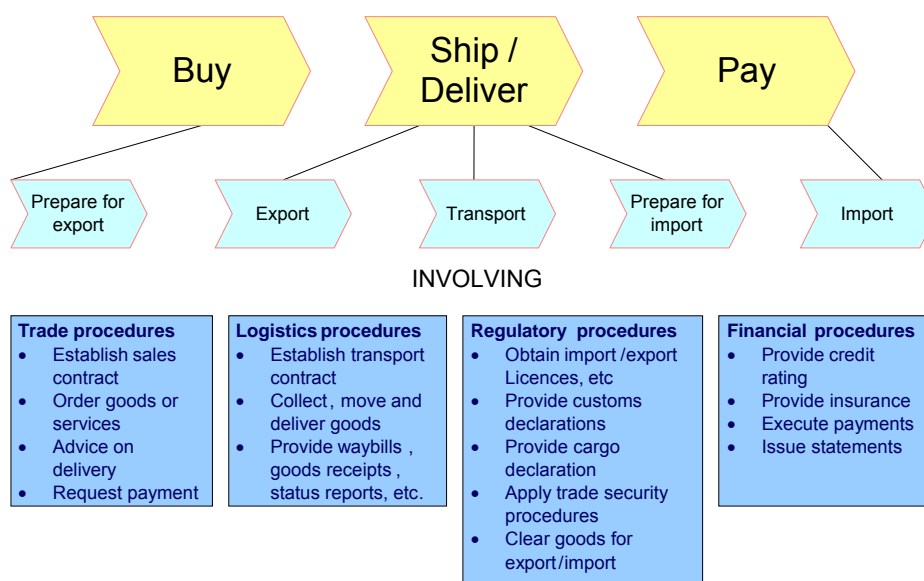 Buy
Ship /
Deliver
Pay
Prepare for
export
Export
Transport
Prepare for
import
Import
INVOLVING
Trade procedures
• Establish sales
contract
• Order goods or
services
• Advice on
delivery
• Request payment
Logistics procedures
• Establish transport
contract
• Collect, move and
deliver goods
• Provide waybills ,
goods receipts ,
status reports, etc.
Regulatory procedures
• Obtain import /export
Licences, etc
• Provide customs
declarations
• Provide cargo
declaration
• Apply trade security
procedures
• Clear goods for
export/import
Financial procedures
• Provide credit
rating
• Provide insurance
• Execute payments
• Issue statements